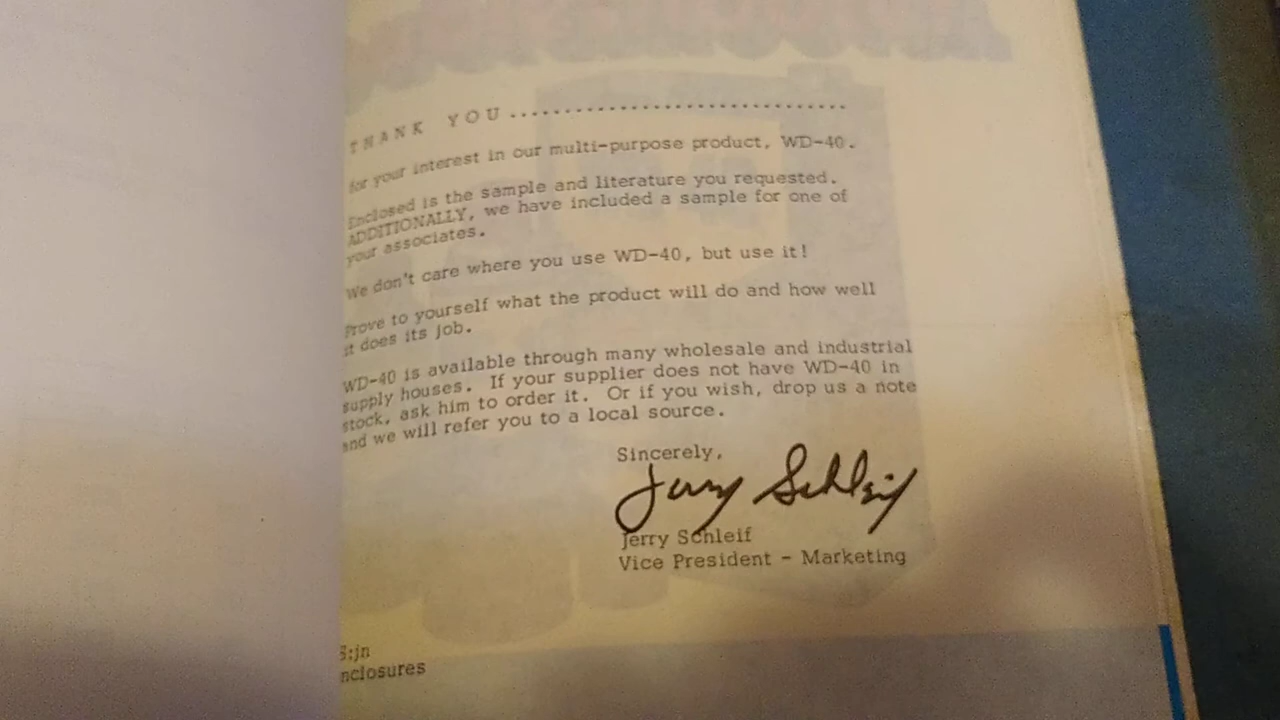 THANK YOU...............................
for your interest in our multi-purpose product, WD-40.
Enclosed is the sample and literature you requested.
ADDITIONALLY, we have included a sample for one of
your associates.
We don't care where you use WD-40, but use it!
Prove to yourself what the product will do and how well
it does its job.
WD-40 is available through many wholesale and industrial
supply houses. If your supplier does not have WD-40 in
stock, ask him to order it. Or if you wish, drop us a note
and we will refer you to a local source.
Sincerely,
Jerry Schleif
Jerry Schleif
Vice President - Marketing
S:jn
nclosures